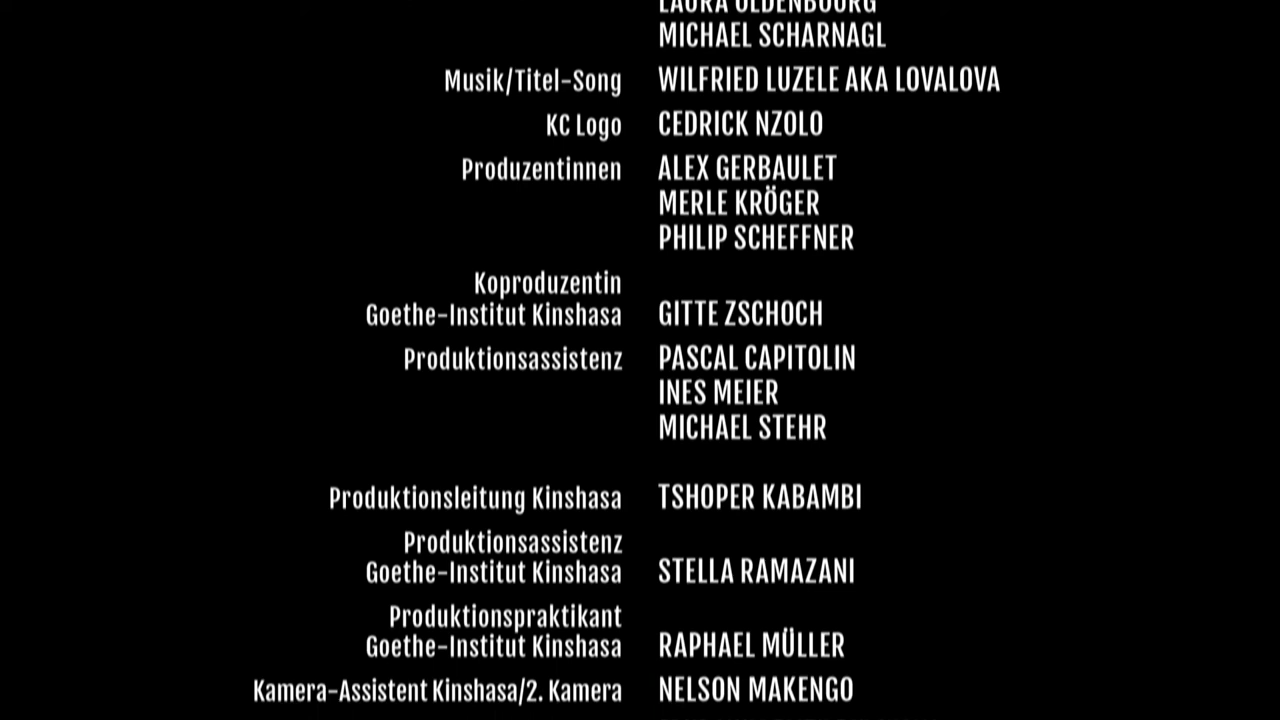 LAURA OLDENBOURG
MICHAEL SCHARNAGL
Musik/Titel-Song WILFRIED LUZELE AKA LOVALOVA
KC Logo CEDRICK NZOLO
Produzentinnen ALEX GERBAULET
MERLE KRÖGER
PHILIP SCHEFFNER
Koproduzentin
Goethe-Institut Kinshasa GITTE ZSCHOCH
Produktionsassistenz PASCAL CAPITOLIN
INES MEIER
MICHAEL STEHR
Produktionsleitung Kinshasa TSHOPER KABAMBI
Produktionsassistenz
Goethe-Institut Kinshasa STELLA RAMAZANI
Produktionspraktikant
Goethe-Institut Kinshasa RAPHAEL MÜLLER
Kamera-Assistent Kinshasa/2. Kamera NELSON MAKENGO